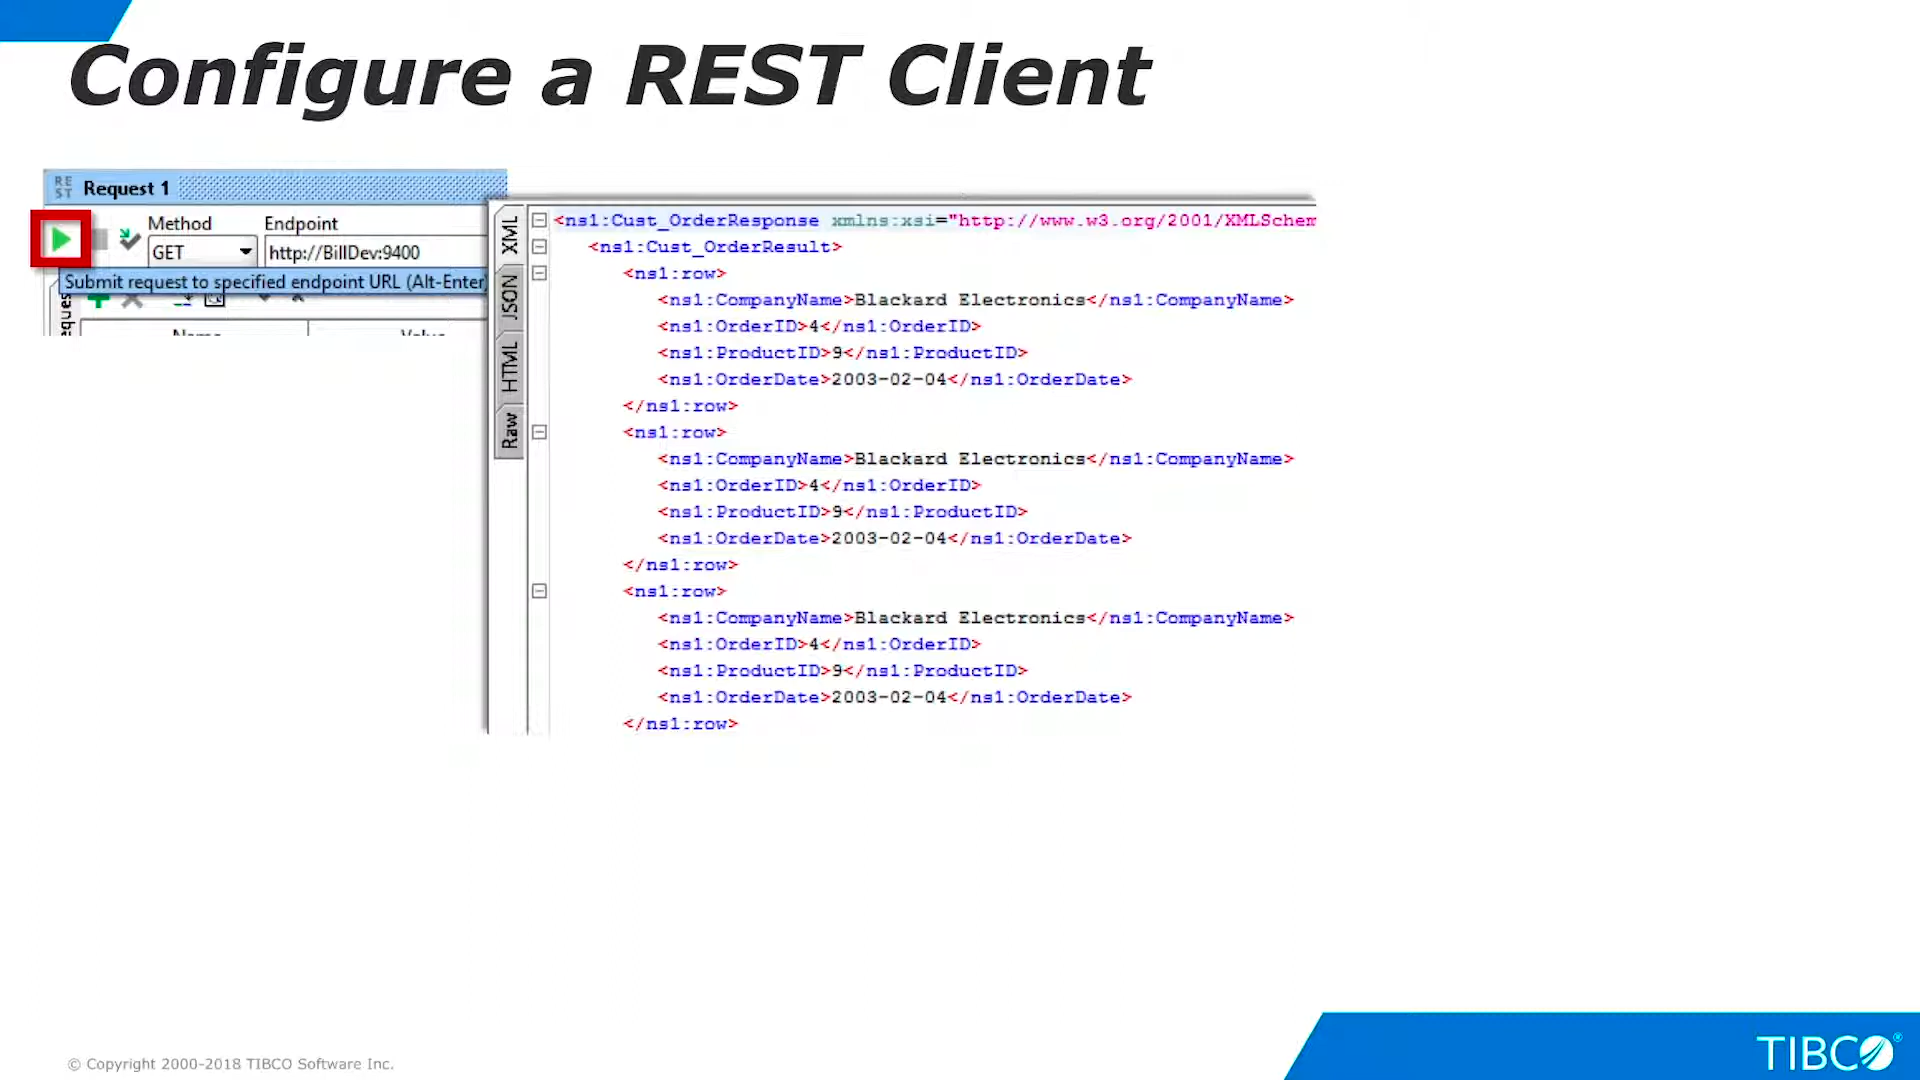 Configure a REST Client
RE
ST
Request 1
Method
Endpoint
GET
http://BillDev:9400
Submit request to specified endpoint URL (Alt-Enter)
Name
Value
XML
JSON
HTML
Raw
<ns1:Cust_OrderResponse xmlns:xsi="http://www.w3.org/2001/XMLSchem
<ns1:Cust_OrderResult>
<ns1:row>
<ns1:CompanyName>Blackard Electronics</ns1:CompanyName>
<ns1:OrderID>4</ns1:OrderID>
<ns1:ProductID>9</ns1:ProductID>
<ns1:OrderDate>2003-02-04</ns1:OrderDate>
</ns1:row>
<ns1:row>
<ns1:CompanyName>Blackard Electronics</ns1:CompanyName>
<ns1:OrderID>4</ns1:OrderID>
<ns1:ProductID>9</ns1:ProductID>
<ns1:OrderDate>2003-02-04</ns1:OrderDate>
</ns1:row>
<ns1:row>
<ns1:CompanyName>Blackard Electronics</ns1:CompanyName>
<ns1:OrderID>4</ns1:OrderID>
<ns1:ProductID>9</ns1:ProductID>
<ns1:OrderDate>2003-02-04</ns1:OrderDate>
</ns1:row>
© Copyright 2000-2018 TIBCO Software Inc.
TIBCO®